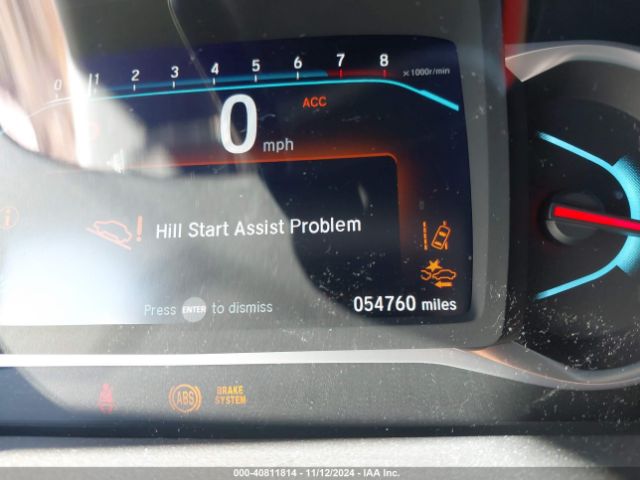 0 1 2 3 4 5 6 7 8 x1000r/min
ACC
0 mph
Hill Start Assist Problem
Press ENTER to dismiss
054760 miles
ABS
BRAKE
SYSTEM
000-40811814 - 11/12/2024 - IAA Inc.